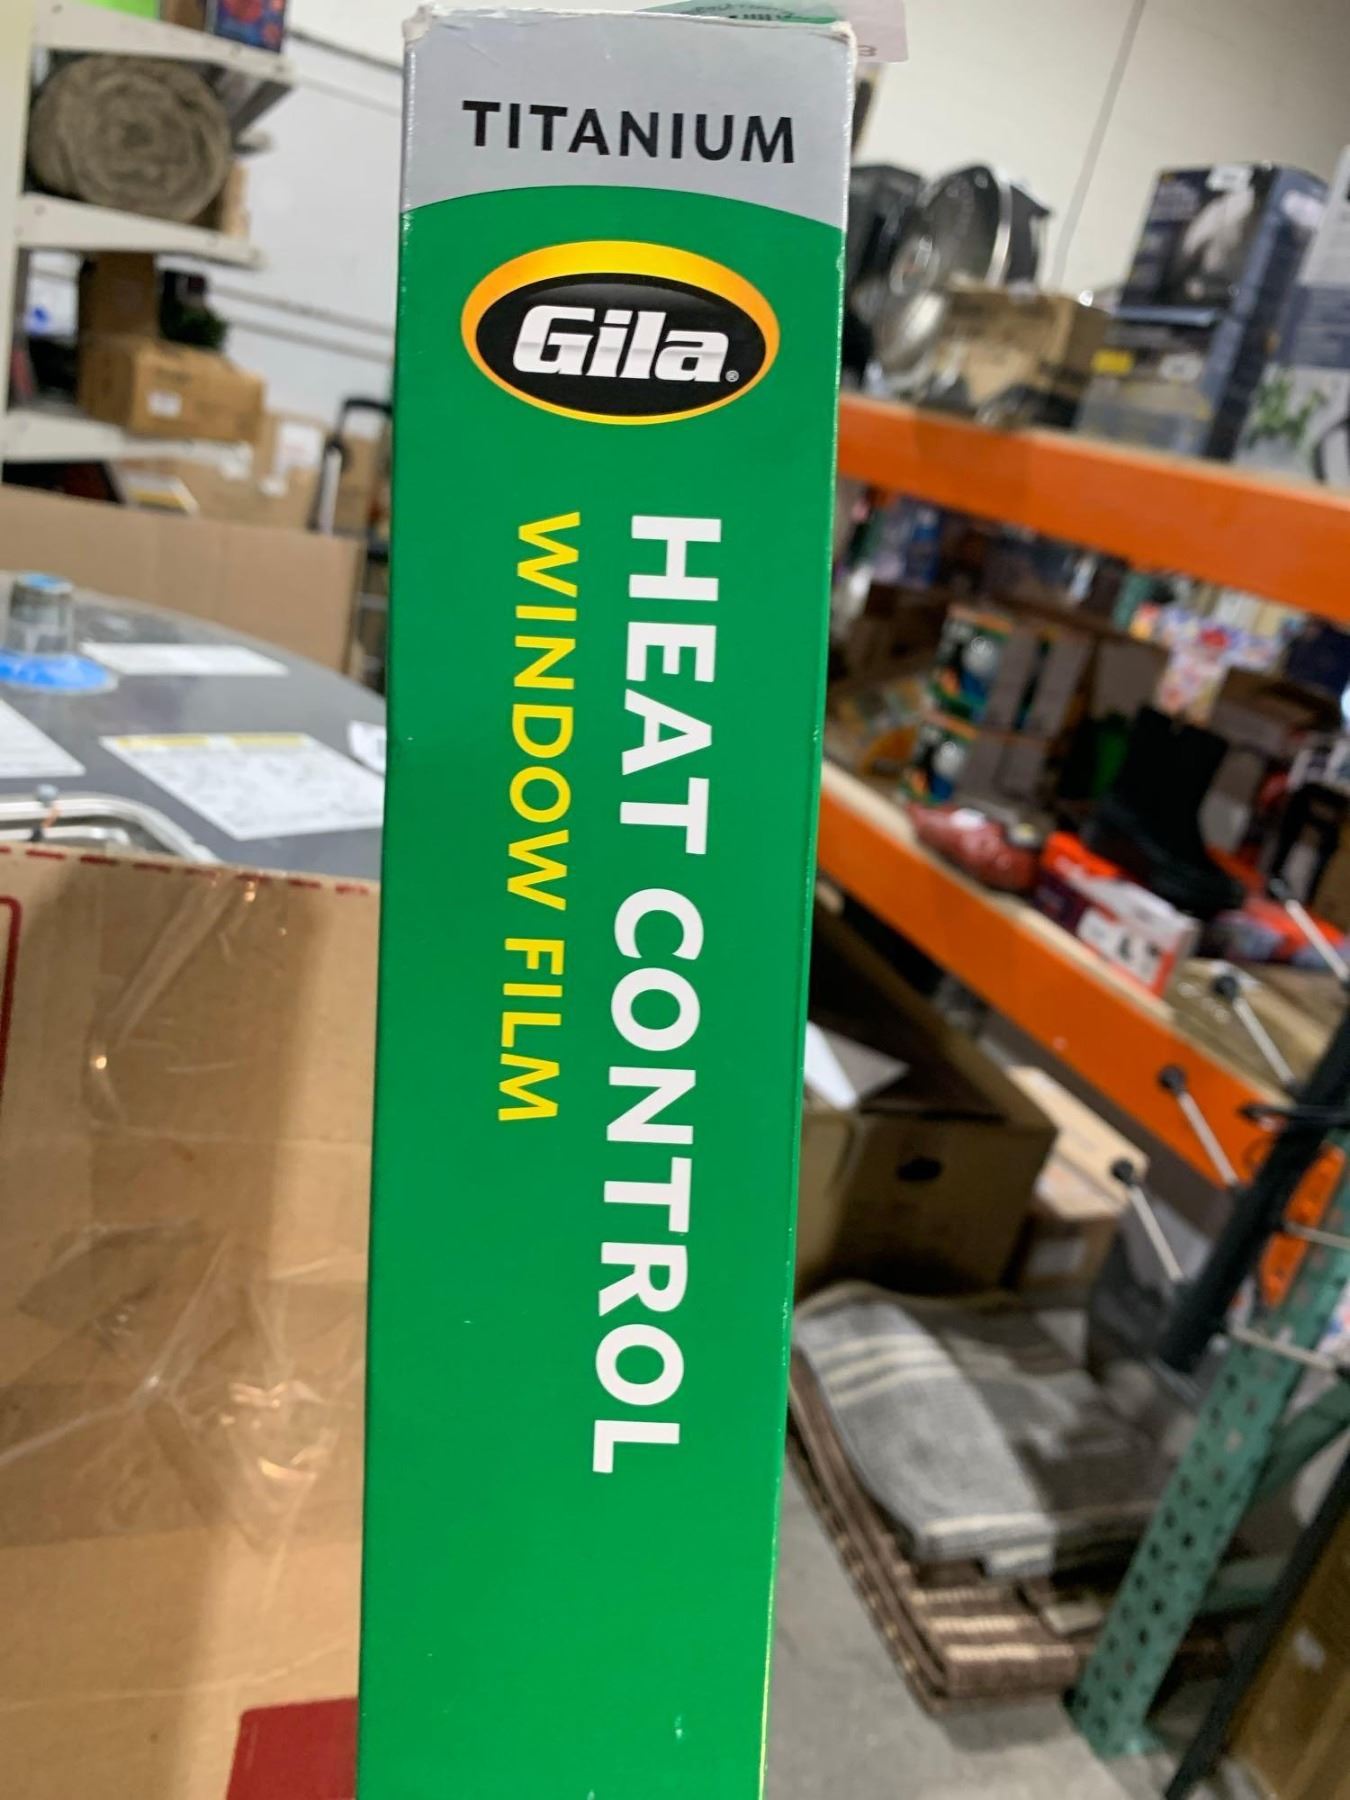 TITANIUM
Gila®
HEAT CONTROL
WINDOW FILM